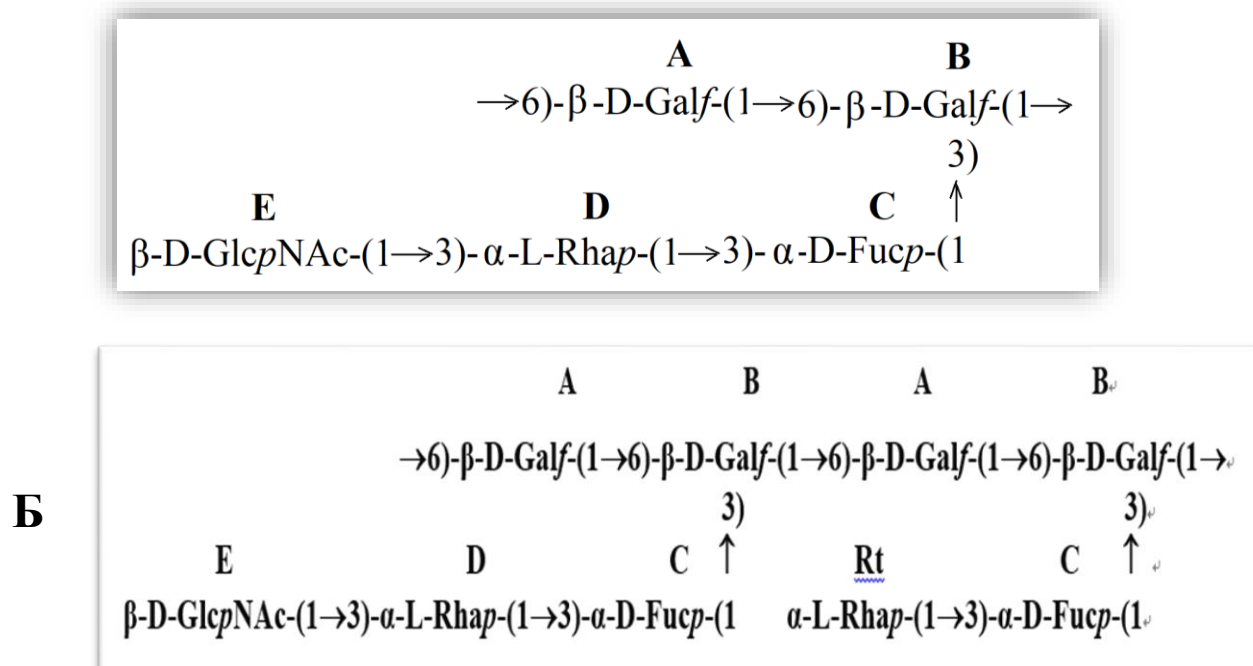 A B
→6)-β-D-Galf-(1→6)-β-D-Galf-(1→
3)
E D C ↑
β-D-GlcpNAc-(1→3)-α-L-Rhap-(1→3)-α-D-Fucp-(1
A B A B
→6)-β-D-Galf-(1→6)-β-D-Galf-(1→6)-β-D-Galf-(1→6)-β-D-Galf-(1→
Б
3) 3)
E D C ↑ Rt C ↑
β-D-GlcpNAc-(1→3)-α-L-Rhap-(1→3)-α-D-Fucp-(1 α-L-Rhap-(1→3)-α-D-Fucp-(1